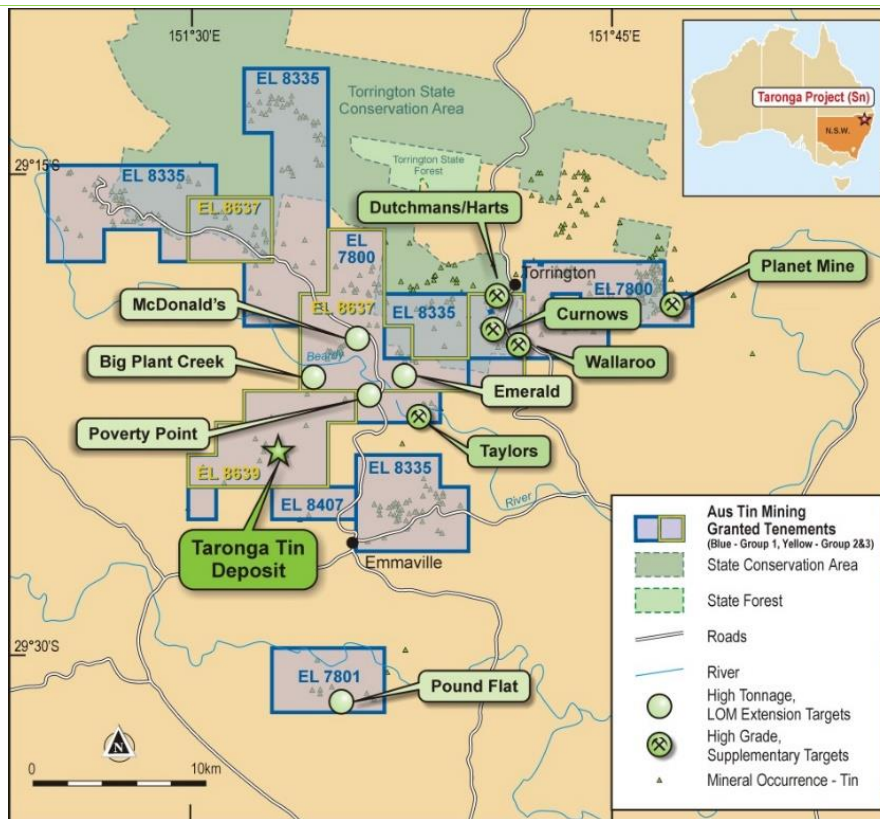 151°30'E
151°45'E
Taronga Project (Sn)
N.S.W.
EL 8335
Torrington State
Conservation Area
29°15'S
Torrington State
Forest
EL 8335
EL 8637
Dutchmans/Harts
EL
7800
Torrington
EL7800
Planet Mine
McDonald's
EL 8637
EL 8335
Curnows
Wallaroo
Big Plant Creek
Emerald
Poverty Point
Taylors
EL 8639
EL 8335
EL 8407
River
Taronga Tin
Deposit
Emmaville
29°30'S
EL 7801
Pound Flat
N
0
10km
Aus Tin Mining
Granted Tenements
(Blue - Group 1, Yellow - Group 2&3)
State Conservation Area
State Forest
Roads
River
High Tonnage,
LOM Extension Targets
High Grade,
Supplementary Targets
Mineral Occurrence - Tin